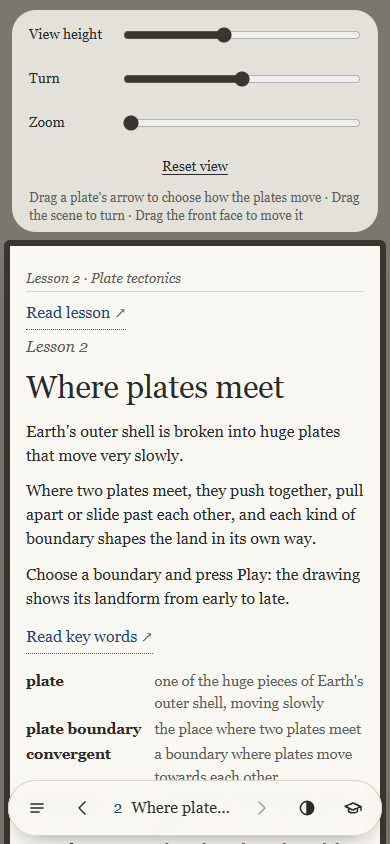 View height
Turn
Zoom
Reset view
Drag a plate's arrow to choose how the plates move · Drag
the scene to turn · Drag the front face to move it
Lesson 2 · Plate tectonics
Read lesson ↗
Lesson 2
Where plates meet
Earth's outer shell is broken into huge plates
that move very slowly.
Where two plates meet, they push together, pull
apart or slide past each other, and each kind of
boundary shapes the land in its own way.
Choose a boundary and press Play: the drawing
shows its landform from early to late.
Read key words ↗
plate one of the huge pieces of Earth's
outer shell, moving slowly
plate boundary the place where two plates meet
convergent a boundary where plates move
towards each other
2 Where plate...